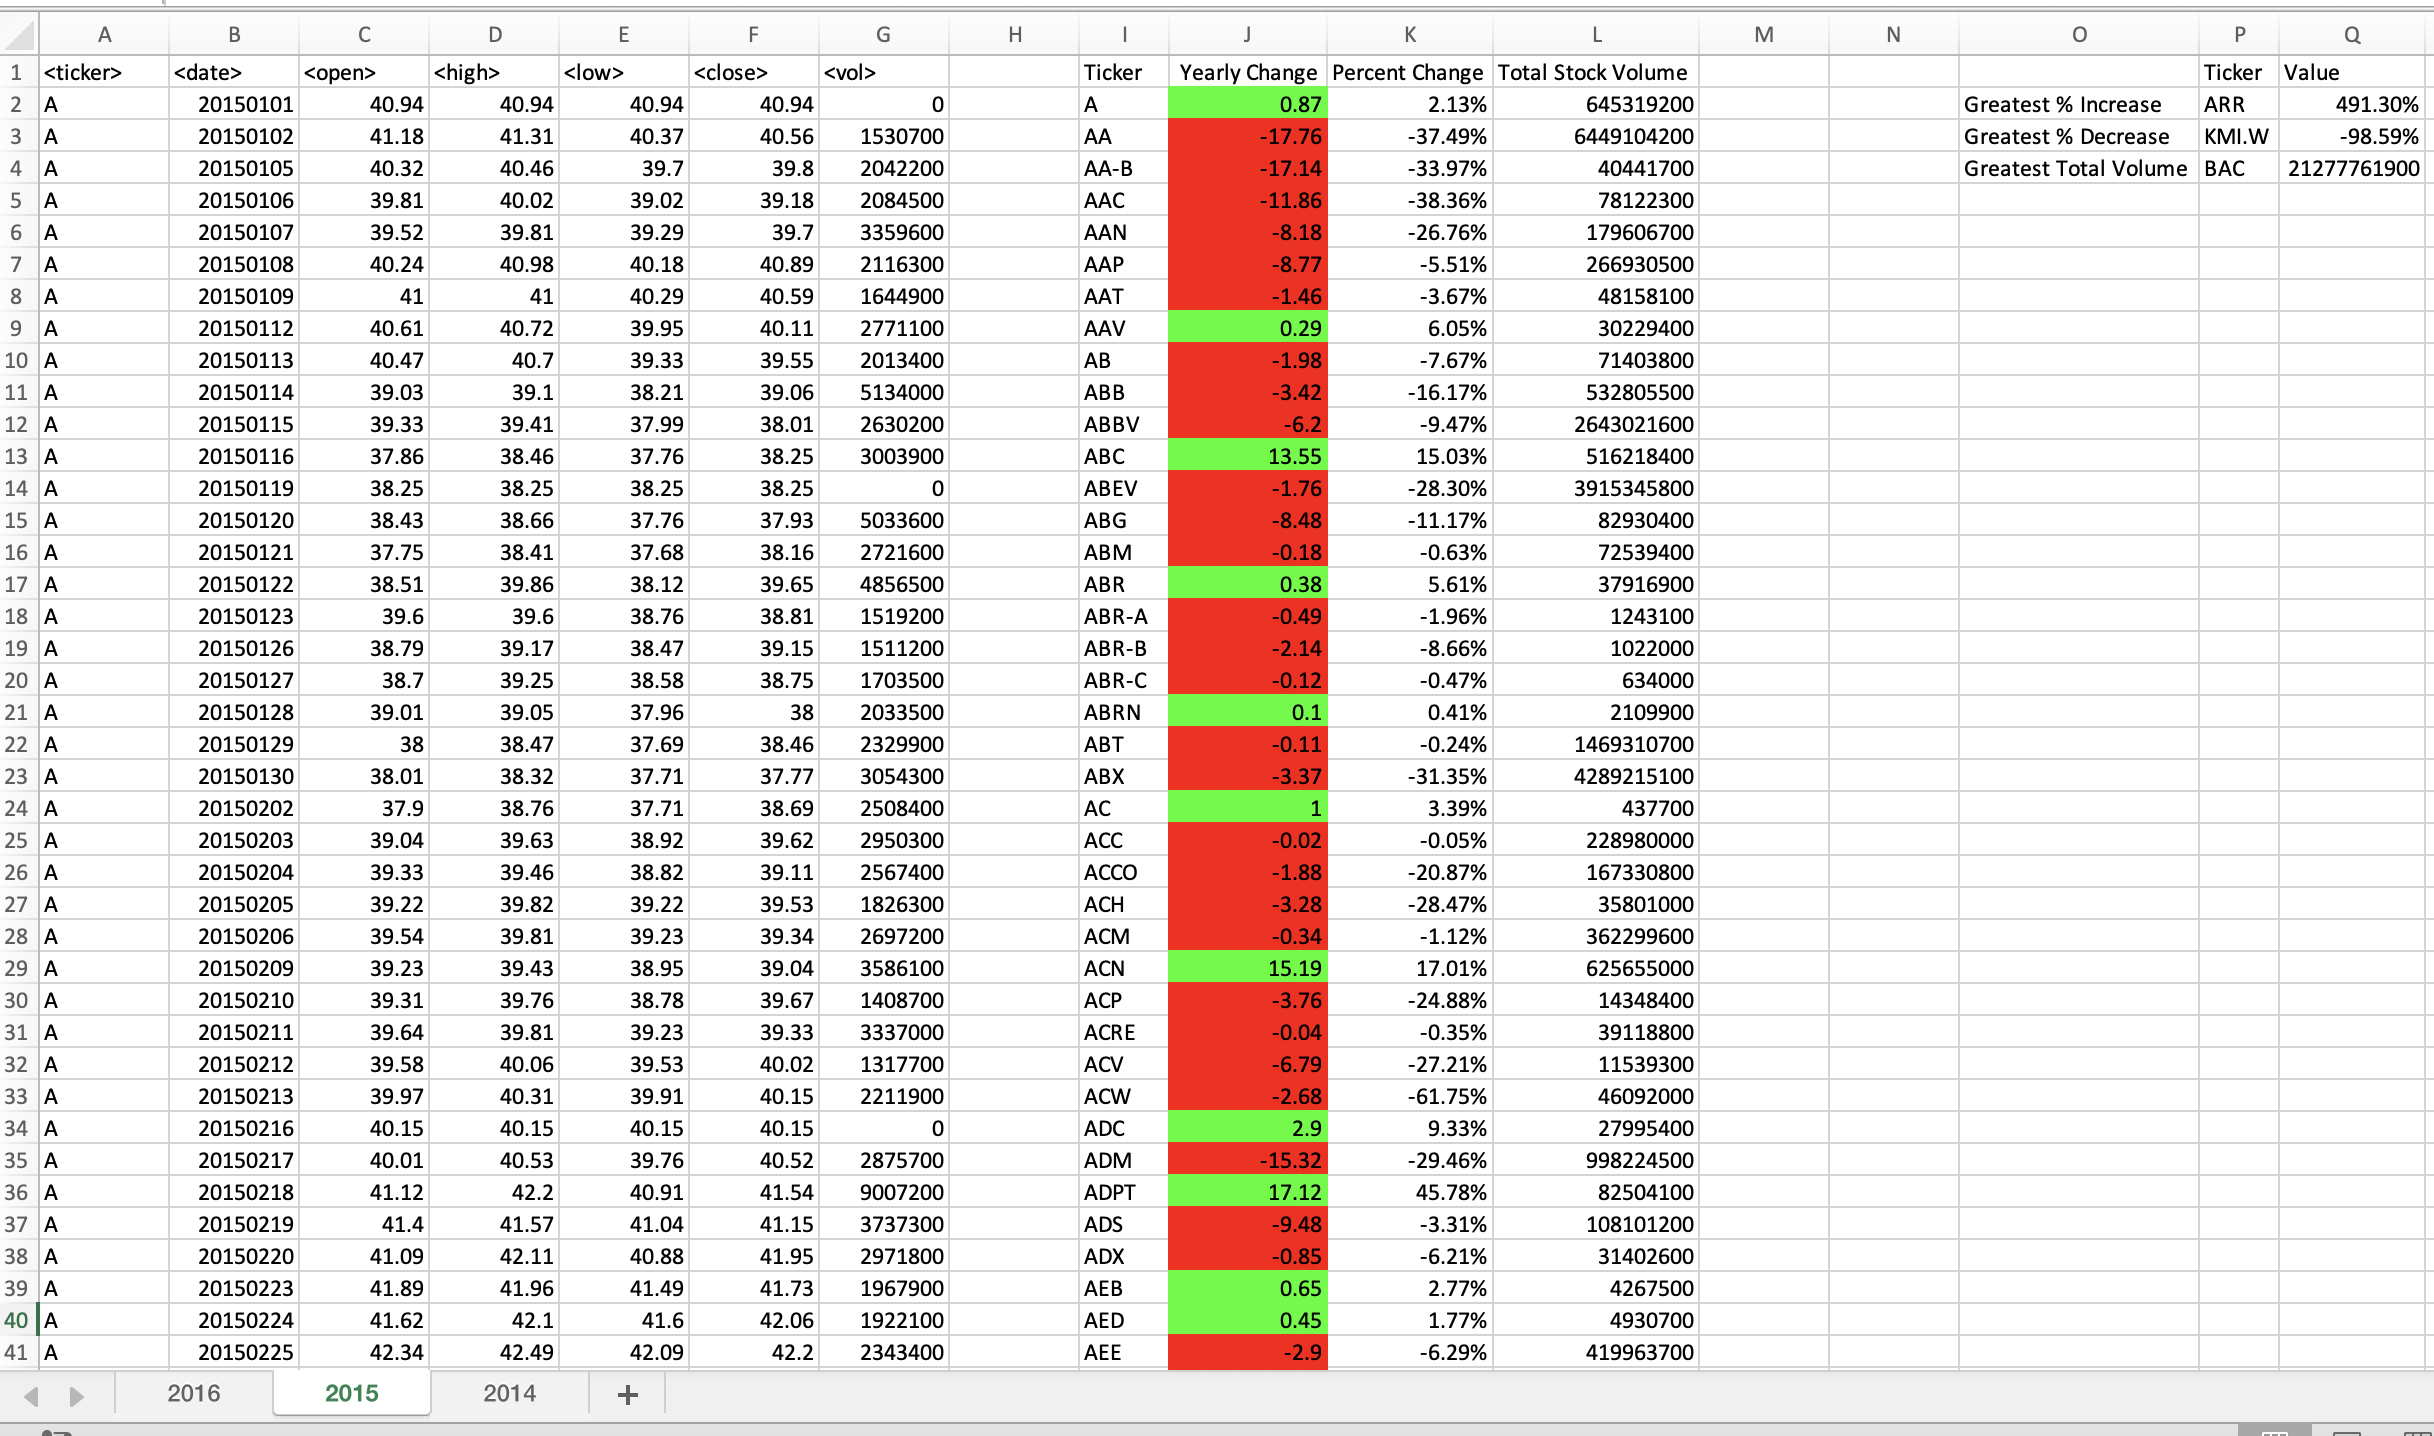 A B C D E F G H I J K L M N O P Q
1 <ticker> <date> <open> <high> <low> <close> <vol> Ticker Yearly Change Percent Change Total Stock Volume Ticker Value
2 A 20150101 40.94 40.94 40.94 40.94 0 A 0.87 2.13% 645319200 Greatest % Increase ARR 491.30%
3 A 20150102 41.18 41.31 40.37 40.56 1530700 AA -17.76 -37.49% 6449104200 Greatest % Decrease KMI.W -98.59%
4 A 20150105 40.32 40.46 39.7 39.8 2042200 AA-B -17.14 -33.97% 40441700 Greatest Total Volume BAC 21277761900
5 A 20150106 39.81 40.02 39.02 39.18 2084500 AAC -11.86 -38.36% 78122300
6 A 20150107 39.52 39.81 39.29 39.7 3359600 AAN -8.18 -26.76% 179606700
7 A 20150108 40.24 40.98 40.18 40.89 2116300 AAP -8.77 -5.51% 266930500
8 A 20150109 41 41 40.29 40.59 1644900 AAT -1.46 -3.67% 48158100
9 A 20150112 40.61 40.72 39.95 40.11 2771100 AAV 0.29 6.05% 30229400
10 A 20150113 40.47 40.7 39.33 39.55 2013400 AB -1.98 -7.67% 71403800
11 A 20150114 39.03 39.1 38.21 39.06 5134000 ABB -3.42 -16.17% 532805500
12 A 20150115 39.33 39.41 37.99 38.01 2630200 ABBV -6.2 -9.47% 2643021600
13 A 20150116 37.86 38.46 37.76 38.25 3003900 ABC 13.55 15.03% 516218400
14 A 20150119 38.25 38.25 38.25 38.25 0 ABEV -1.76 -28.30% 3915345800
15 A 20150120 38.43 38.66 37.76 37.93 5033600 ABG -8.48 -11.17% 82930400
16 A 20150121 37.75 38.41 37.68 38.16 2721600 ABM -0.18 -0.63% 72539400
17 A 20150122 38.51 39.86 38.12 39.65 4856500 ABR 0.38 5.61% 37916900
18 A 20150123 39.6 39.6 38.76 38.81 1519200 ABR-A -0.49 -1.96% 1243100
19 A 20150126 38.79 39.17 38.47 39.15 1511200 ABR-B -2.14 -8.66% 1022000
20 A 20150127 38.7 39.25 38.58 38.75 1703500 ABR-C -0.12 -0.47% 634000
21 A 20150128 39.01 39.05 37.96 38 2033500 ABRN 0.1 0.41% 2109900
22 A 20150129 38 38.47 37.69 38.46 2329900 ABT -0.11 -0.24% 1469310700
23 A 20150130 38.01 38.32 37.71 37.77 3054300 ABX -3.37 -31.35% 4289215100
24 A 20150202 37.9 38.76 37.71 38.69 2508400 AC 1 3.39% 437700
25 A 20150203 39.04 39.63 38.92 39.62 2950300 ACC -0.02 -0.05% 228980000
26 A 20150204 39.33 39.46 38.82 39.11 2567400 ACCO -1.88 -20.87% 167330800
27 A 20150205 39.22 39.82 39.22 39.53 1826300 ACH -3.28 -28.47% 35801000
28 A 20150206 39.54 39.81 39.23 39.34 2697200 ACM -0.34 -1.12% 362299600
29 A 20150209 39.23 39.43 38.95 39.04 3586100 ACN 15.19 17.01% 625655000
30 A 20150210 39.31 39.76 38.78 39.67 1408700 ACP -3.76 -24.88% 14348400
31 A 20150211 39.64 39.81 39.23 39.33 3337000 ACRE -0.04 -0.35% 39118800
32 A 20150212 39.58 40.06 39.53 40.02 1317700 ACV -6.79 -27.21% 11539300
33 A 20150213 39.97 40.31 39.91 40.15 2211900 ACW -2.68 -61.75% 46092000
34 A 20150216 40.15 40.15 40.15 40.15 0 ADC 2.9 9.33% 27995400
35 A 20150217 40.01 40.53 39.76 40.52 2875700 ADM -15.32 -29.46% 998224500
36 A 20150218 41.12 42.2 40.91 41.54 9007200 ADPT 17.12 45.78% 82504100
37 A 20150219 41.4 41.57 41.04 41.15 3737300 ADS -9.48 -3.31% 108101200
38 A 20150220 41.09 42.11 40.88 41.95 2971800 ADX -0.85 -6.21% 31402600
39 A 20150223 41.89 41.96 41.49 41.73 1967900 AEB 0.65 2.77% 4267500
40 A 20150224 41.62 42.1 41.6 42.06 1922100 AED 0.45 1.77% 4930700
41 A 20150225 42.34 42.49 42.09 42.2 2343400 AEE -2.9 -6.29% 419963700
2016 2015 2014 +